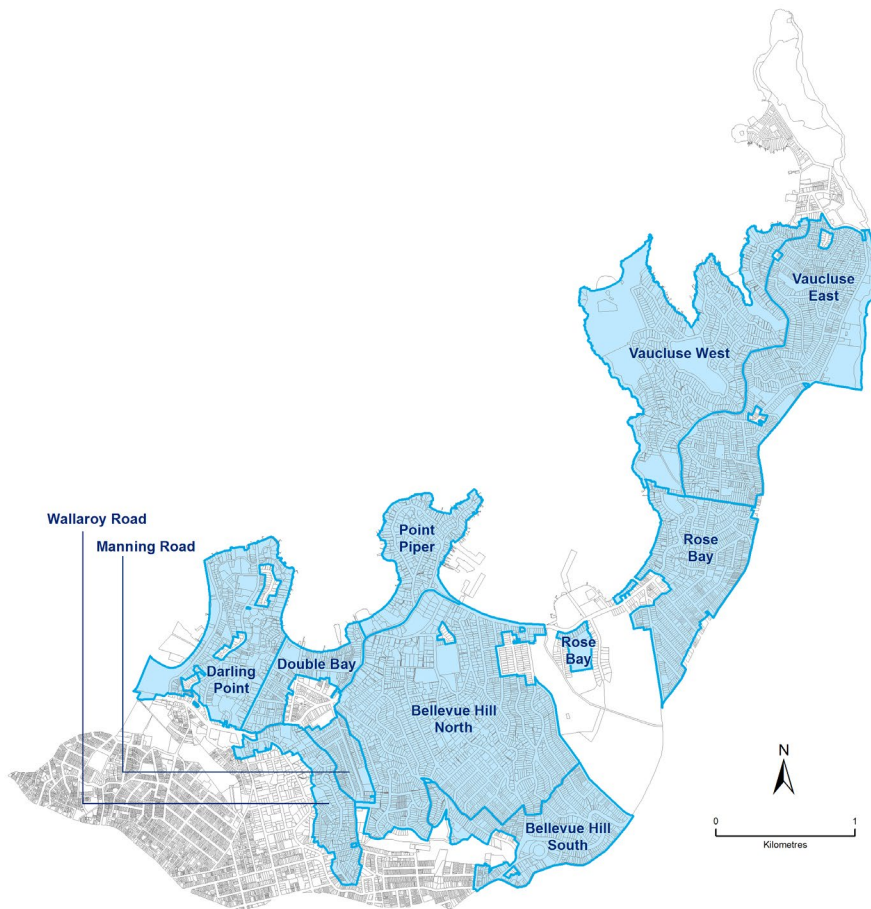 Vaucluse
East
Vaucluse West
Wallaroy Road
Manning Road
Point
Piper
Rose
Bay
Rose
Bay
Darling
Point
Double Bay
Bellevue Hill
North
Bellevue Hill
South
N
0
1
Kilometres